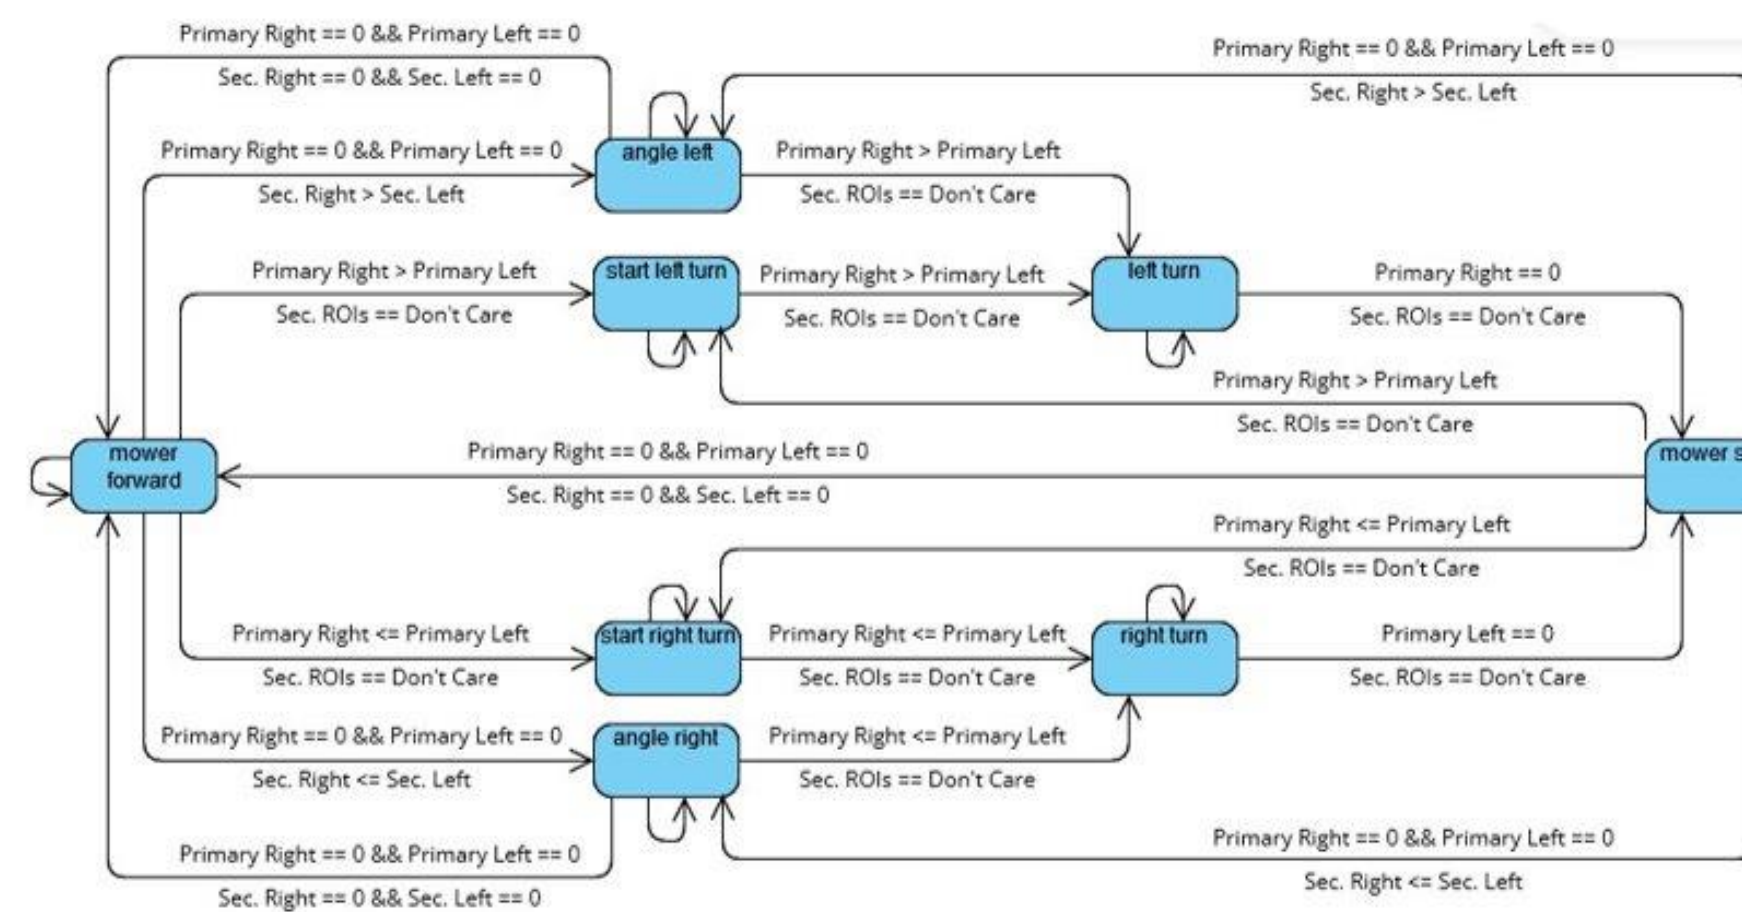 Primary Right == 0 && Primary Left == 0
Sec. Right == 0 && Sec. Left == 0
Primary Right == 0 && Primary Left == 0
Sec. Right > Sec. Left
Primary Right == 0 && Primary Left == 0
Sec. Right > Sec. Left
angle left
Primary Right > Primary Left
Sec. ROIs == Don't Care
Primary Right > Primary Left
Sec. ROIs == Don't Care
start left turn
Primary Right > Primary Left
Sec. ROIs == Don't Care
left turn
Primary Right == 0
Sec. ROIs == Don't Care
Primary Right > Primary Left
Sec. ROIs == Don't Care
mower
forward
Primary Right == 0 && Primary Left == 0
Sec. Right == 0 && Sec. Left == 0
mower s
Primary Right <= Primary Left
Sec. ROIs == Don't Care
Primary Right <= Primary Left
Sec. ROIs == Don't Care
start right turn
Primary Right <= Primary Left
Sec. ROIs == Don't Care
right turn
Primary Left == 0
Sec. ROIs == Don't Care
Primary Right == 0 && Primary Left == 0
Sec. Right <= Sec. Left
angle right
Primary Right <= Primary Left
Sec. ROIs == Don't Care
Primary Right == 0 && Primary Left == 0
Sec. Right == 0 && Sec. Left == 0
Primary Right == 0 && Primary Left == 0
Sec. Right <= Sec. Left